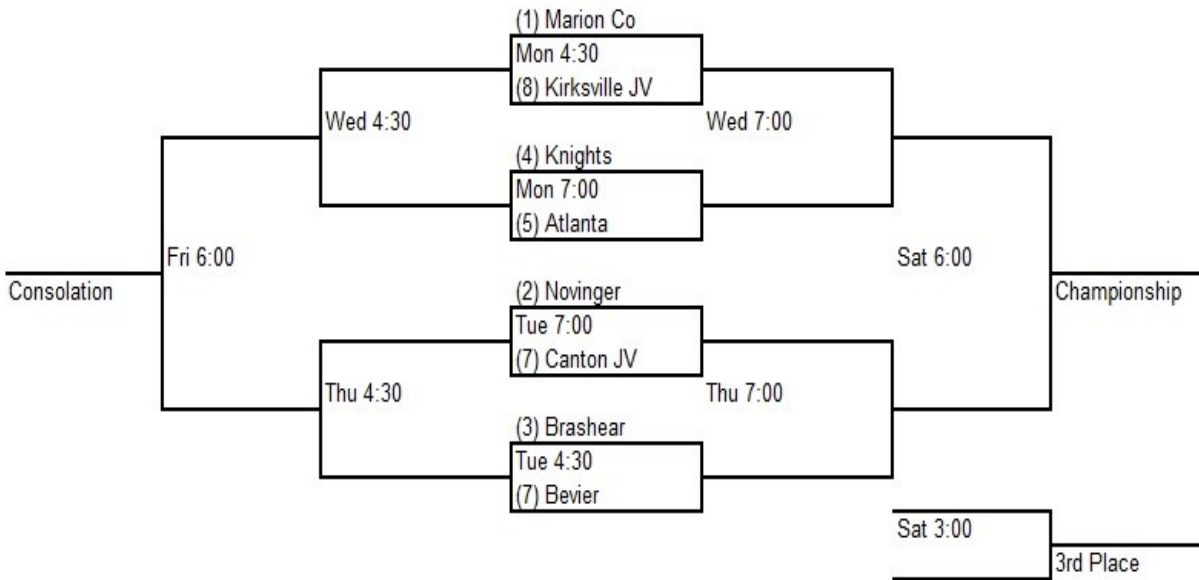 (1) Marion Co
Mon 4:30
(8) Kirksville JV
Wed 4:30
Wed 7:00
(4) Knights
Mon 7:00
(5) Atlanta
Fri 6:00
Sat 6:00
Consolation
(2) Novinger
Championship
Tue 7:00
(7) Canton JV
Thu 4:30
Thu 7:00
(3) Brashear
Tue 4:30
(7) Bevier
Sat 3:00
3rd Place